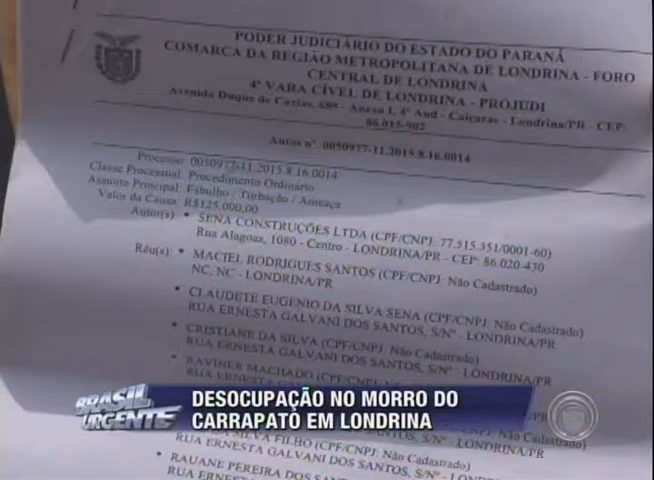 PODER JUDICIÁRIO DO ESTADO DO PARANÁ
COMARCA DA REGIÃO METROPOLITANA DE LONDRINA - FORO
CENTRAL DE LONDRINA
4ª VARA CÍVEL DE LONDRINA - PROJUDI
Avenida Duque de Caxias, 689 - Anexo I, 4º And - Caiçaras - Londrina/PR - CEP:
86.015-902
Autos nº. 0050977-11.2015.8.16.0014
Processo: 0050977-11.2015.8.16.0014
Classe Processual: Procedimento Ordinário
Assunto Principal: Esbulho / Turbação / Ameaça
Valor da Causa: R$125.000,00
Autor(s): • SENA CONSTRUÇÕES LTDA (CPF/CNPJ: 77.515.351/0001-60)
Rua Alagoas, 1080 - Centro - LONDRINA/PR - CEP: 86.020-430
Réu(s): • MACIEL RODRIGUES SANTOS (CPF/CNPJ: Não Cadastrado)
NC, NC - LONDRINA/PR
• CLAUDETE EUGENIO DA SILVA SENA (CPF/CNPJ: Não Cadastrado)
RUA ERNESTA GALVANI DOS SANTOS, S/Nº - LONDRINA/PR
• CRISTIANE DA SILVA (CPF/CNPJ: Não Cadastrado)
RUA ERNESTA GALVANI DOS SANTOS, S/Nº - LONDRINA/PR
• RAVINER MACHADO (CPF/CNPJ: Não Cadastrado)
BRASIL URGENTE
DESOCUPAÇÃO NO MORRO DO
CARRAPATO EM LONDRINA
SILVA FILHO (CPF/CNPJ: Não Cadastrado)
RUA ERNESTA GALVANI DOS SANTOS, S/Nº
• RAUANE PEREIRA DOS
RUA ERNESTA GALVANI DOS SANTOS